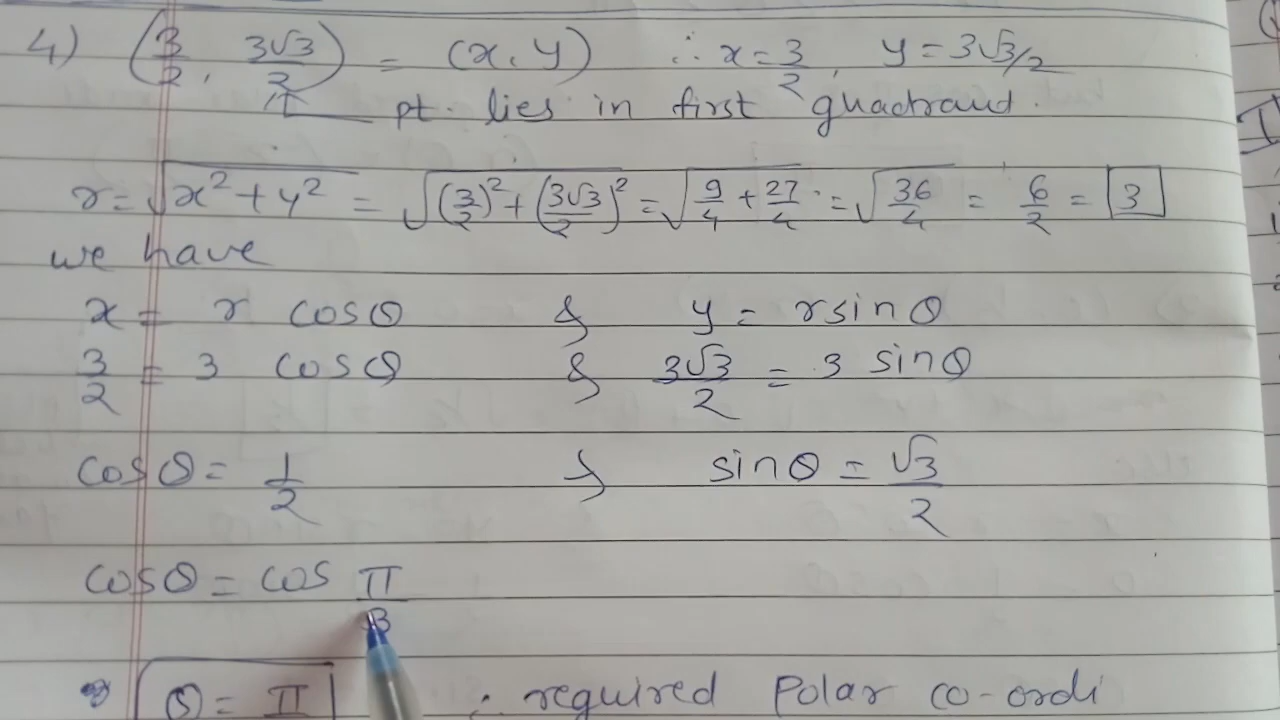 4) (3/2, 3√3/2) = (x, y) ∴ x = 3/2, y = 3√3/2
pt. lies in first quadrant.
r = √x² + y² = √(3/2)² + (3√3/2)² = √9/4 + 27/4 = √36/4 = 6/2 = 3
we have
x = r cosθ & y = r sinθ
3/2 = 3 cosθ & 3√3/2 = 3 sinθ
cosθ = 1/2 & sinθ = √3/2
cosθ = cos π/3
θ = π ∴ required Polar co-ordi